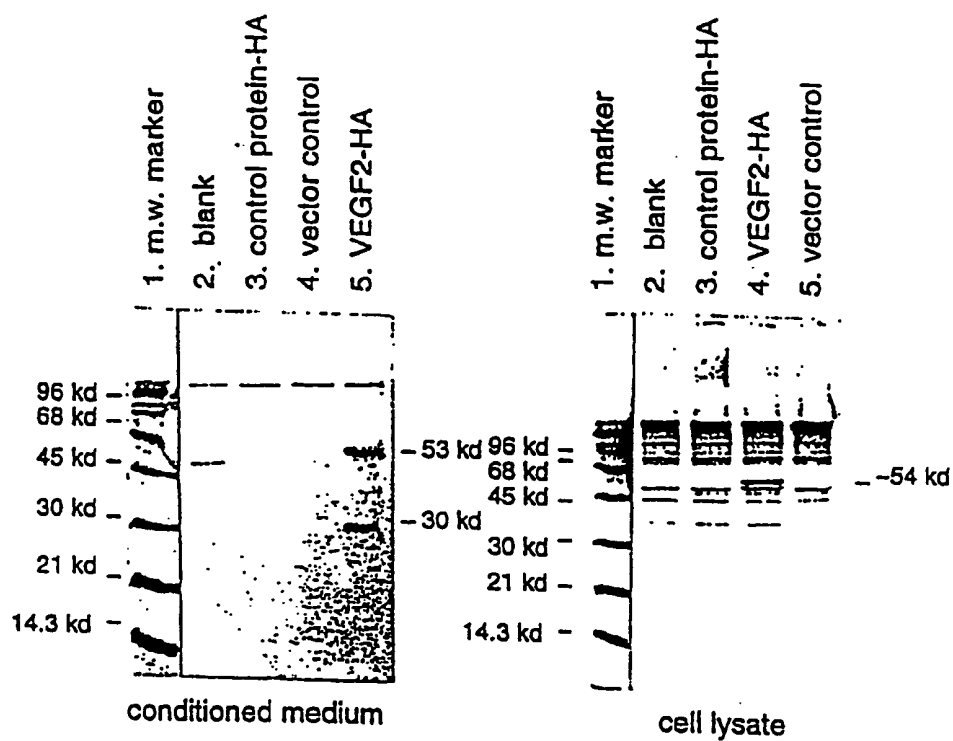 1. m.w. marker
2. blank
3. control protein-HA
4. vector control
5. VEGF2-HA
96 kd
68 kd
45 kd
30 kd
21 kd
14.3 kd
53 kd
30 kd
conditioned medium
1. m.w. marker
2. blank
3. control protein-HA
4. VEGF2-HA
5. vector control
96 kd
68 kd
45 kd
30 kd
21 kd
14.3 kd
~54 kd
cell lysate